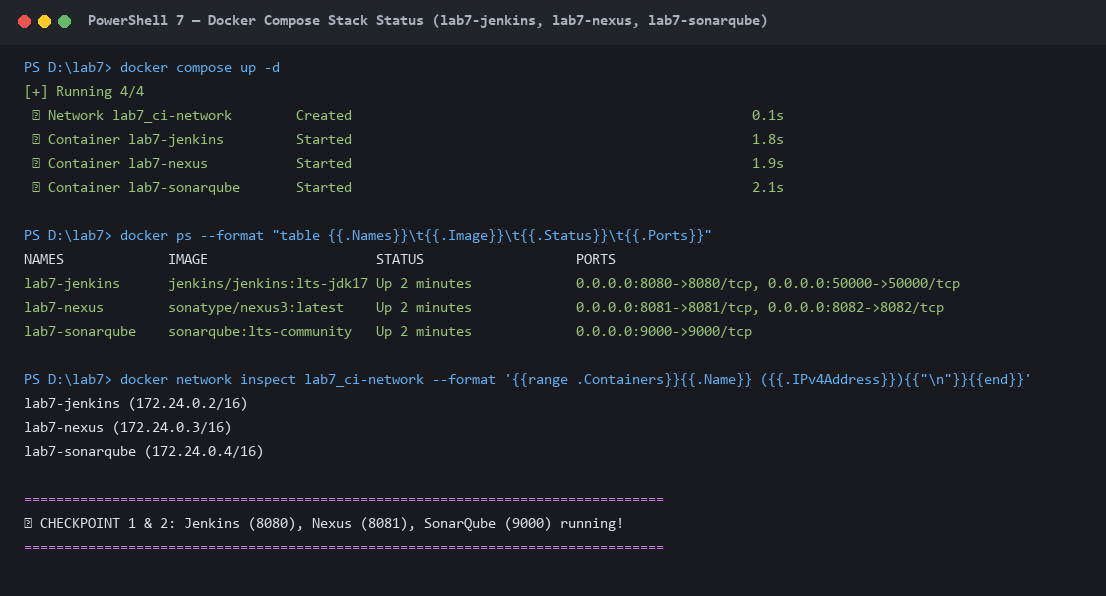 PowerShell 7 — Docker Compose Stack Status (lab7-jenkins, lab7-nexus, lab7-sonarqube)
PS D:\lab7> docker compose up -d
[+] Running 4/4
Network lab7_ci-network Created 0.1s
Container lab7-jenkins Started 1.8s
Container lab7-nexus Started 1.9s
Container lab7-sonarqube Started 2.1s
PS D:\lab7> docker ps --format "table {{.Names}}\t{{.Image}}\t{{.Status}}\t{{.Ports}}"
NAMES IMAGE STATUS PORTS
lab7-jenkins jenkins/jenkins:lts-jdk17 Up 2 minutes 0.0.0.0:8080->8080/tcp, 0.0.0.0:50000->50000/tcp
lab7-nexus sonatype/nexus3:latest Up 2 minutes 0.0.0.0:8081->8081/tcp, 0.0.0.0:8082->8082/tcp
lab7-sonarqube sonarqube:lts-community Up 2 minutes 0.0.0.0:9000->9000/tcp
PS D:\lab7> docker network inspect lab7_ci-network --format '{{range .Containers}}{{.Name}} ({{.IPv4Address}}){{"\n"}}{{end}}'
lab7-jenkins (172.24.0.2/16)
lab7-nexus (172.24.0.3/16)
lab7-sonarqube (172.24.0.4/16)
================================================================================
CHECKPOINT 1 & 2: Jenkins (8080), Nexus (8081), SonarQube (9000) running!
================================================================================